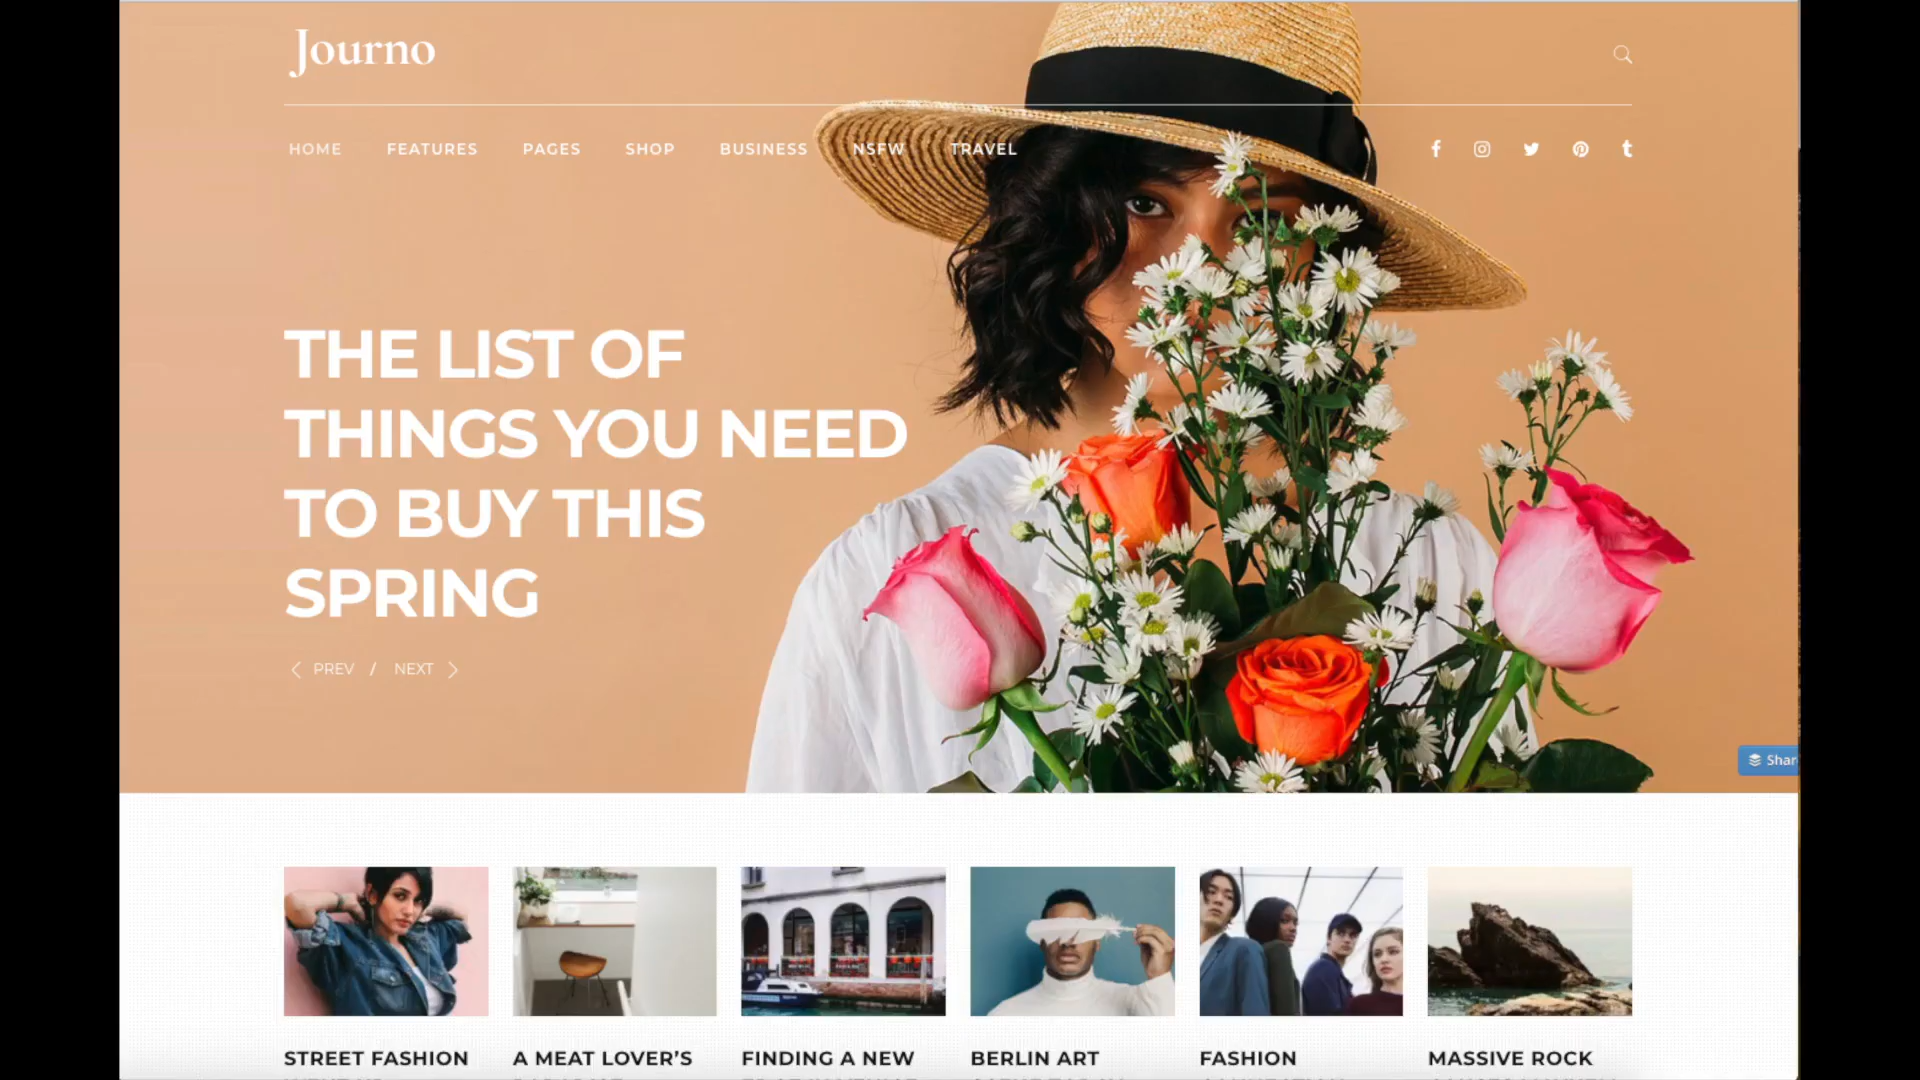 Journo
HOME FEATURES PAGES SHOP BUSINESS NSFW TRAVEL
THE LIST OF
THINGS YOU NEED
TO BUY THIS
SPRING
PREV / NEXT
Shar
STREET FASHION
A MEAT LOVER'S
FINDING A NEW
BERLIN ART
FASHION
MASSIVE ROCK